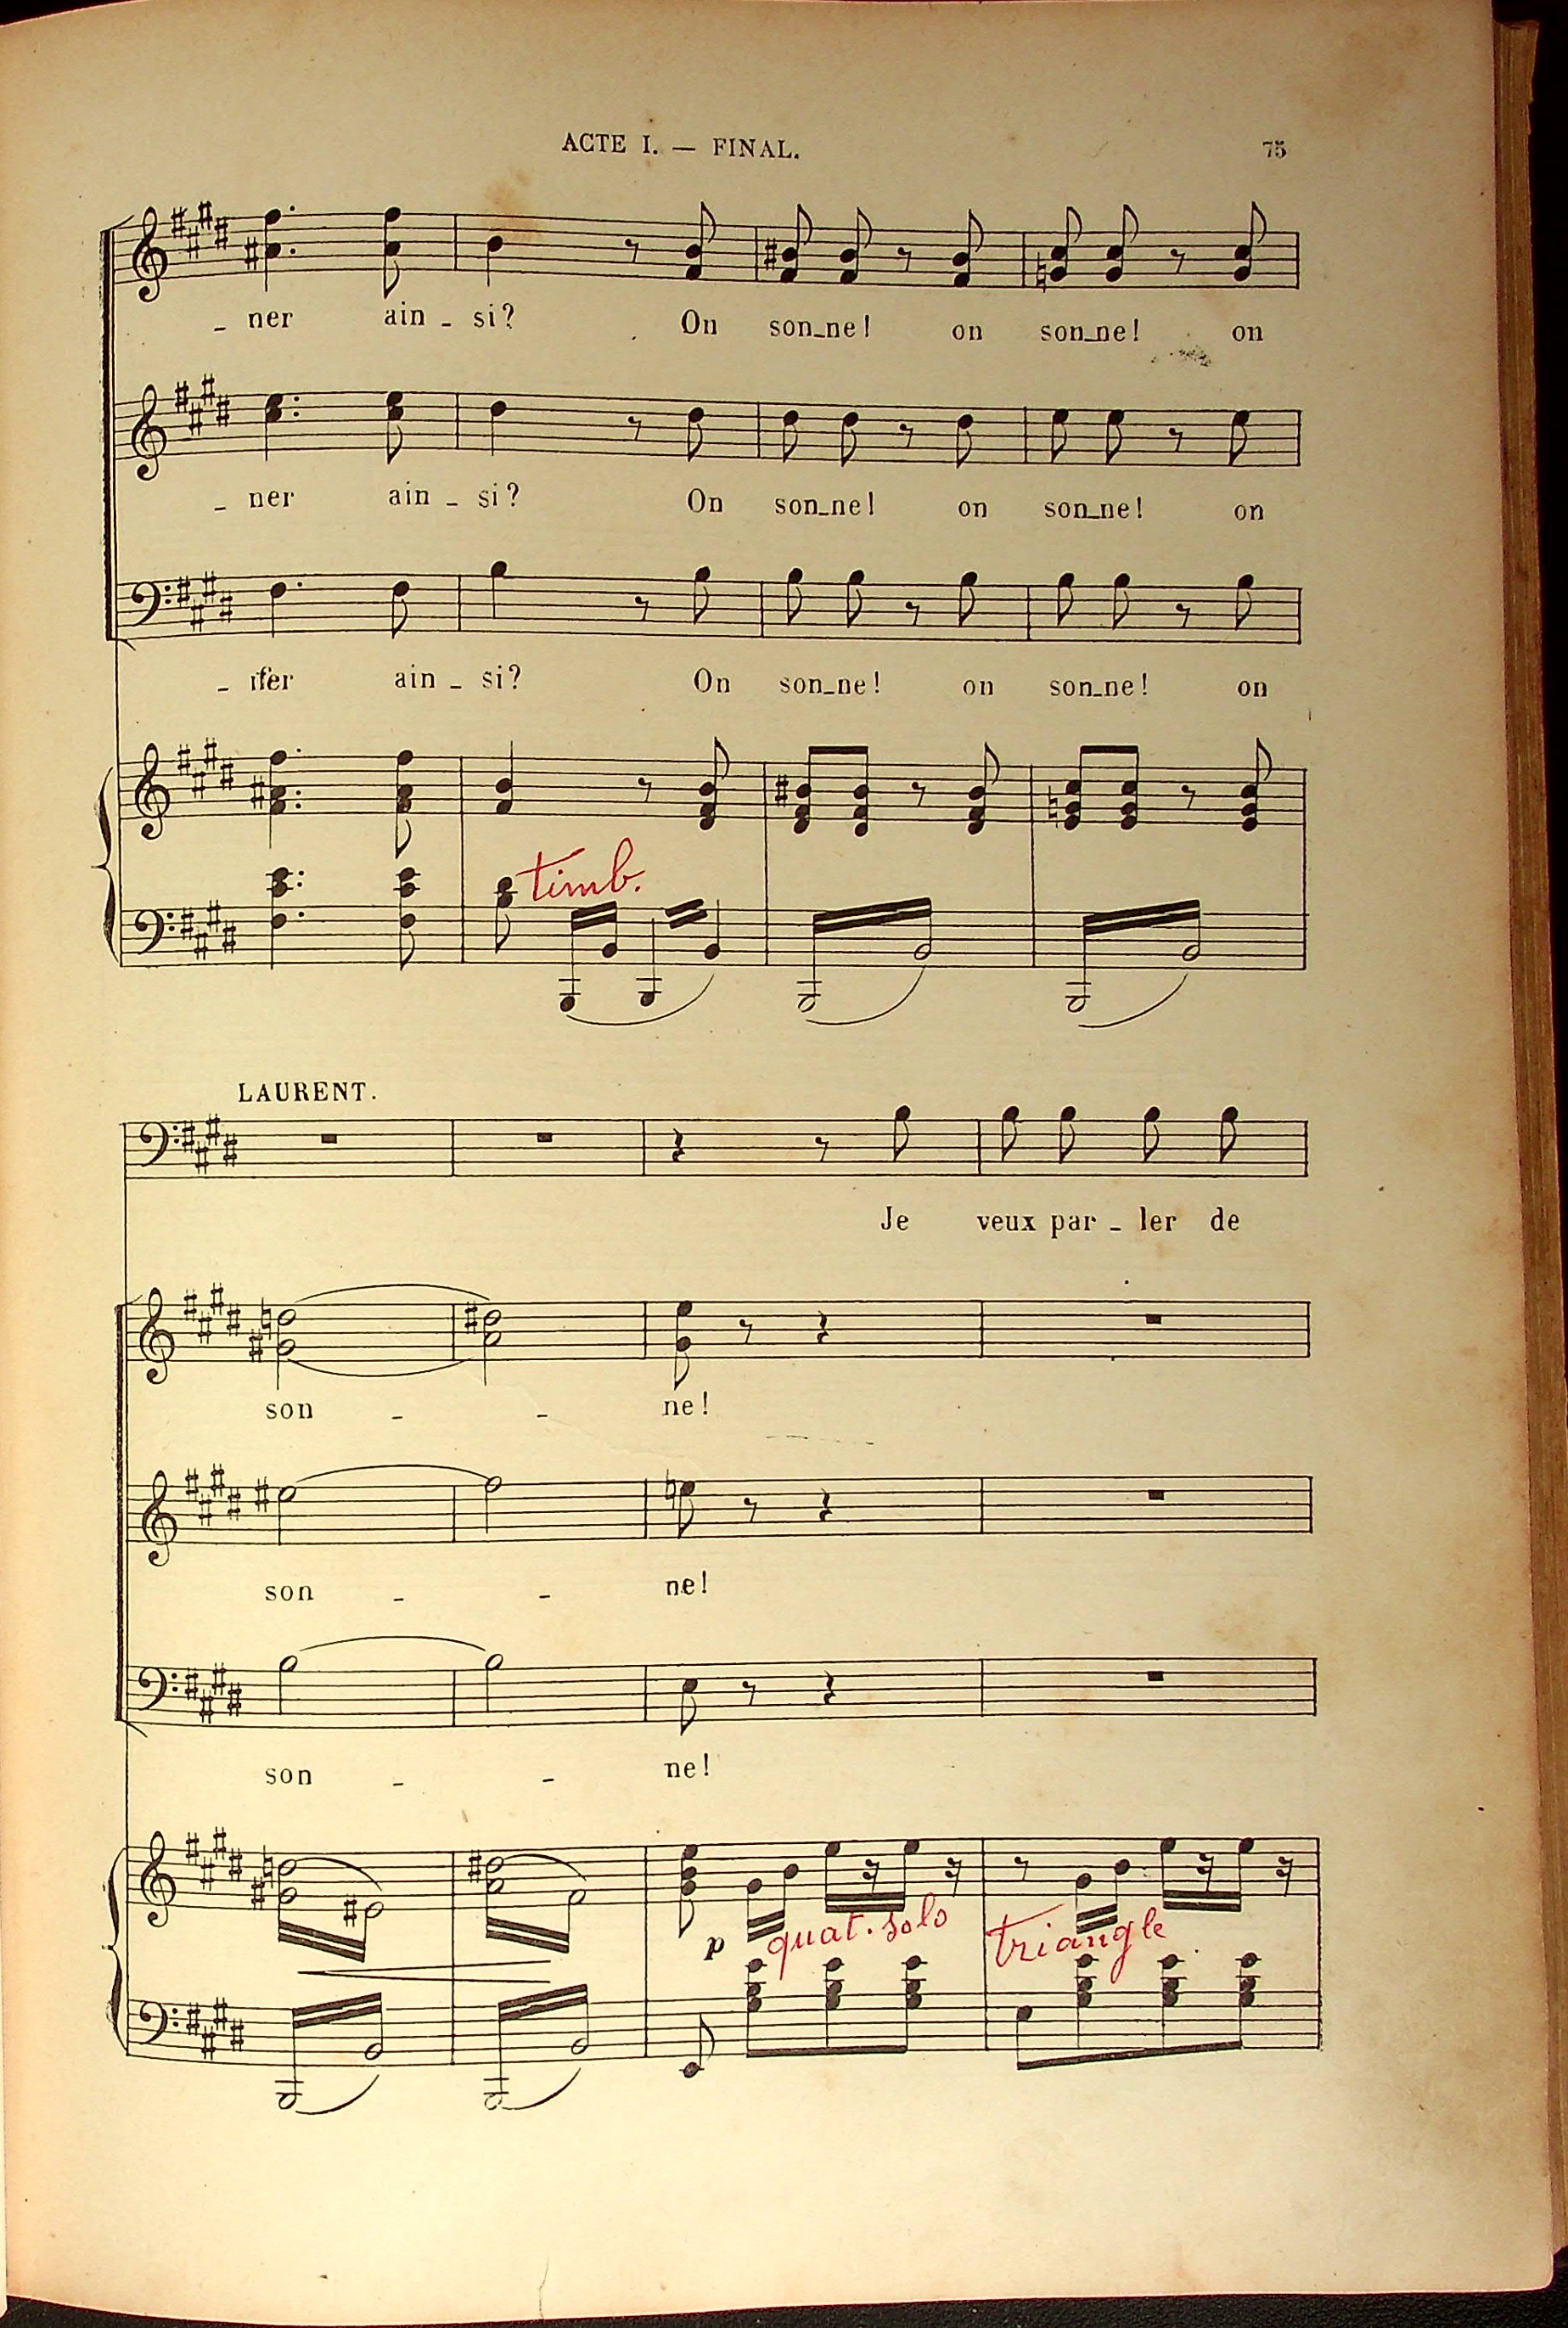 ACTE I. — FINAL. 75
_ ner ain _ si? On son_ne! on son_ne! on
_ ner ain _ si? On son_ne! on son_ne! on
_ ner ain _ si? On son_ne! on son_ne! on
timb.
LAURENT.
Je veux par _ ler de
son _ _ ne!
son _ _ ne!
son _ _ ne!
p quat. solo triangle